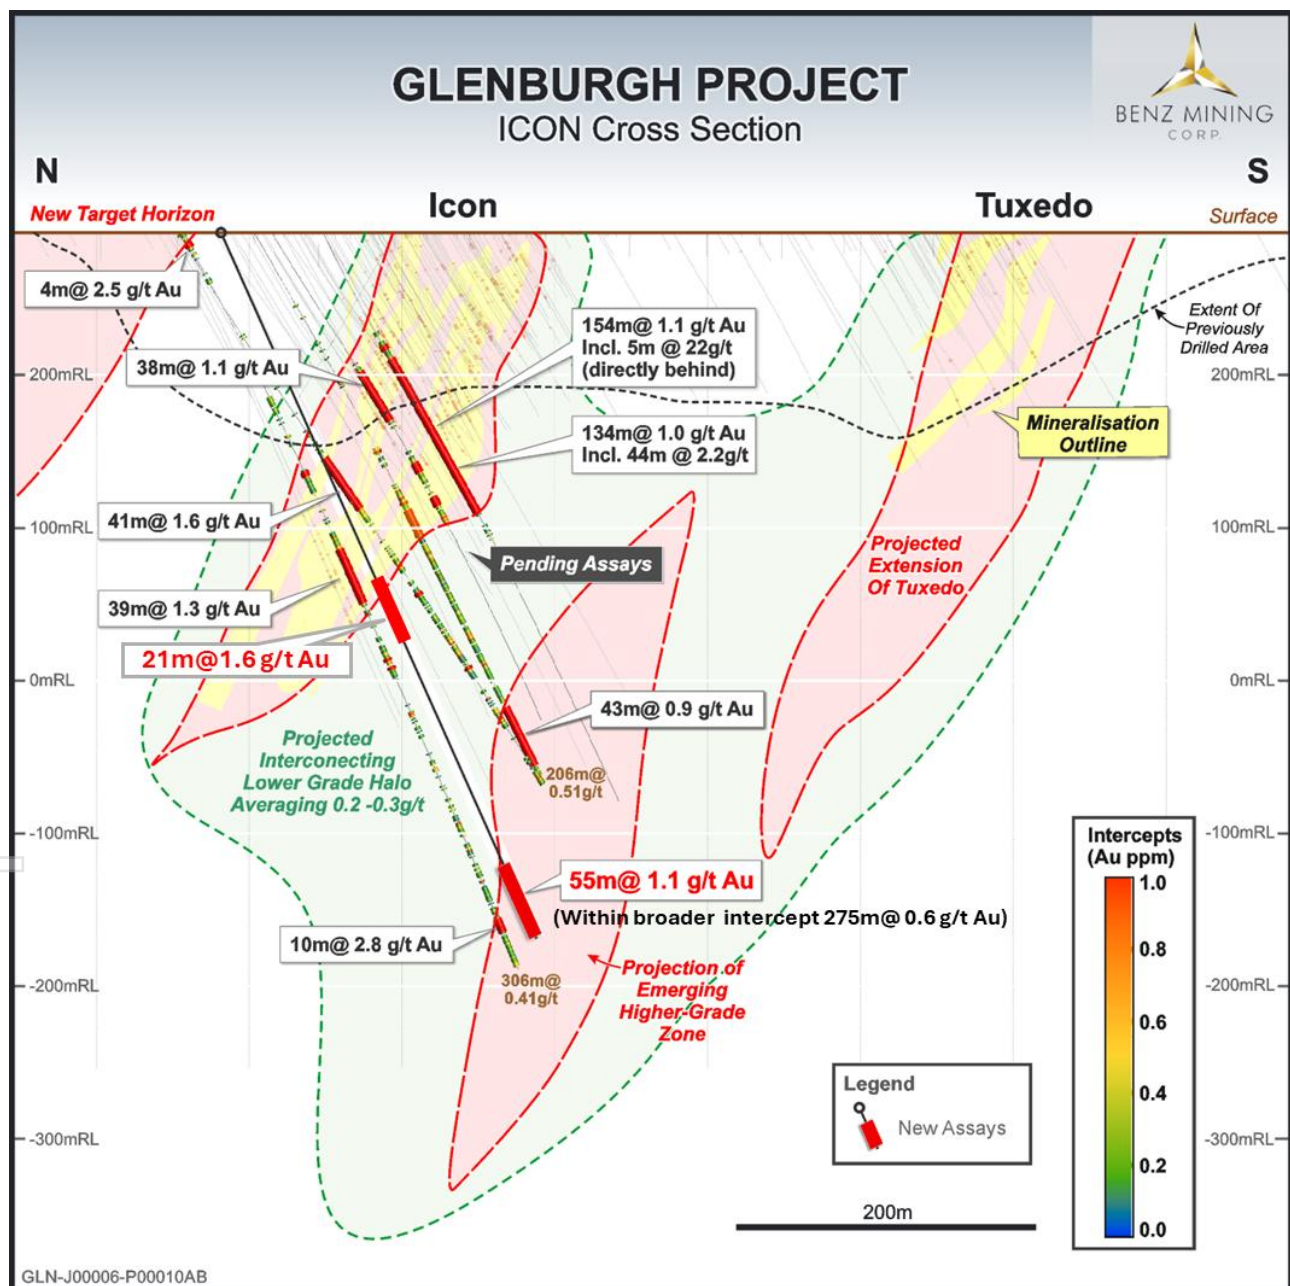 GLENBURGH PROJECT
ICON Cross Section
BENZ MINING
CORP.
N
S
New Target Horizon
Icon
Tuxedo
Surface
4m@ 2.5 g/t Au
154m@ 1.1 g/t Au
Incl. 5m @ 22g/t
(directly behind)
Extent Of
Previously
Drilled Area
38m@ 1.1 g/t Au
200mRL
200mRL
134m@ 1.0 g/t Au
Incl. 44m @ 2.2g/t
Mineralisation
Outline
41m@ 1.6 g/t Au
100mRL
100mRL
Pending Assays
Projected
Extension
Of Tuxedo
39m@ 1.3 g/t Au
21m@1.6 g/t Au
0mRL
0mRL
43m@ 0.9 g/t Au
Projected
Interconecting
Lower Grade Halo
Averaging 0.2 -0.3g/t
206m@
0.51g/t
-100mRL
-100mRL
55m@ 1.1 g/t Au
(Within broader intercept 275m@ 0.6 g/t Au)
10m@ 2.8 g/t Au
306m@
0.41g/t
Projection of
Emerging
Higher-Grade
Zone
-200mRL
-200mRL
Intercepts
(Au ppm)
1.0
0.8
0.6
0.4
0.2
0.0
Legend
New Assays
-300mRL
-300mRL
200m
GLN-J00006-P00010AB